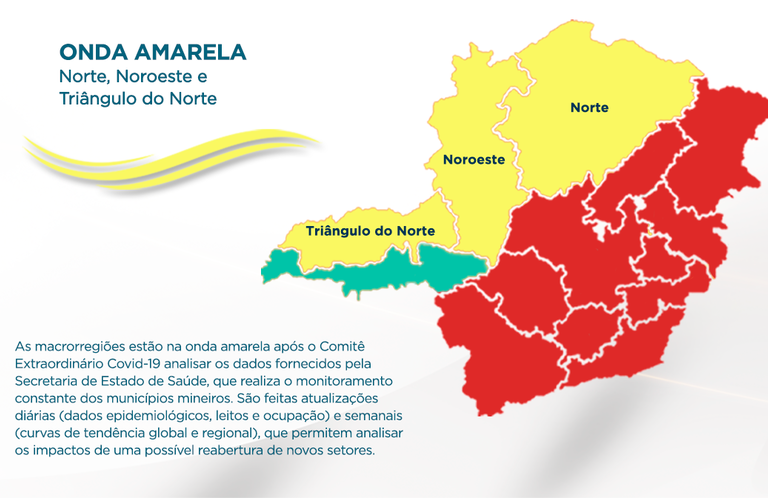 ONDA AMARELA
Norte, Noroeste e
Triângulo do Norte
Norte
Noroeste
Triângulo do Norte
As macrorregiões estão na onda amarela após o Comitê
Extraordinário Covid-19 analisar os dados fornecidos pela
Secretaria de Estado de Saúde, que realiza o monitoramento
constante dos municípios mineiros. São feitas atualizações
diárias (dados epidemiológicos, leitos e ocupação) e semanais
(curvas de tendência global e regional), que permitem analisar
os impactos de uma possível reabertura de novos setores.